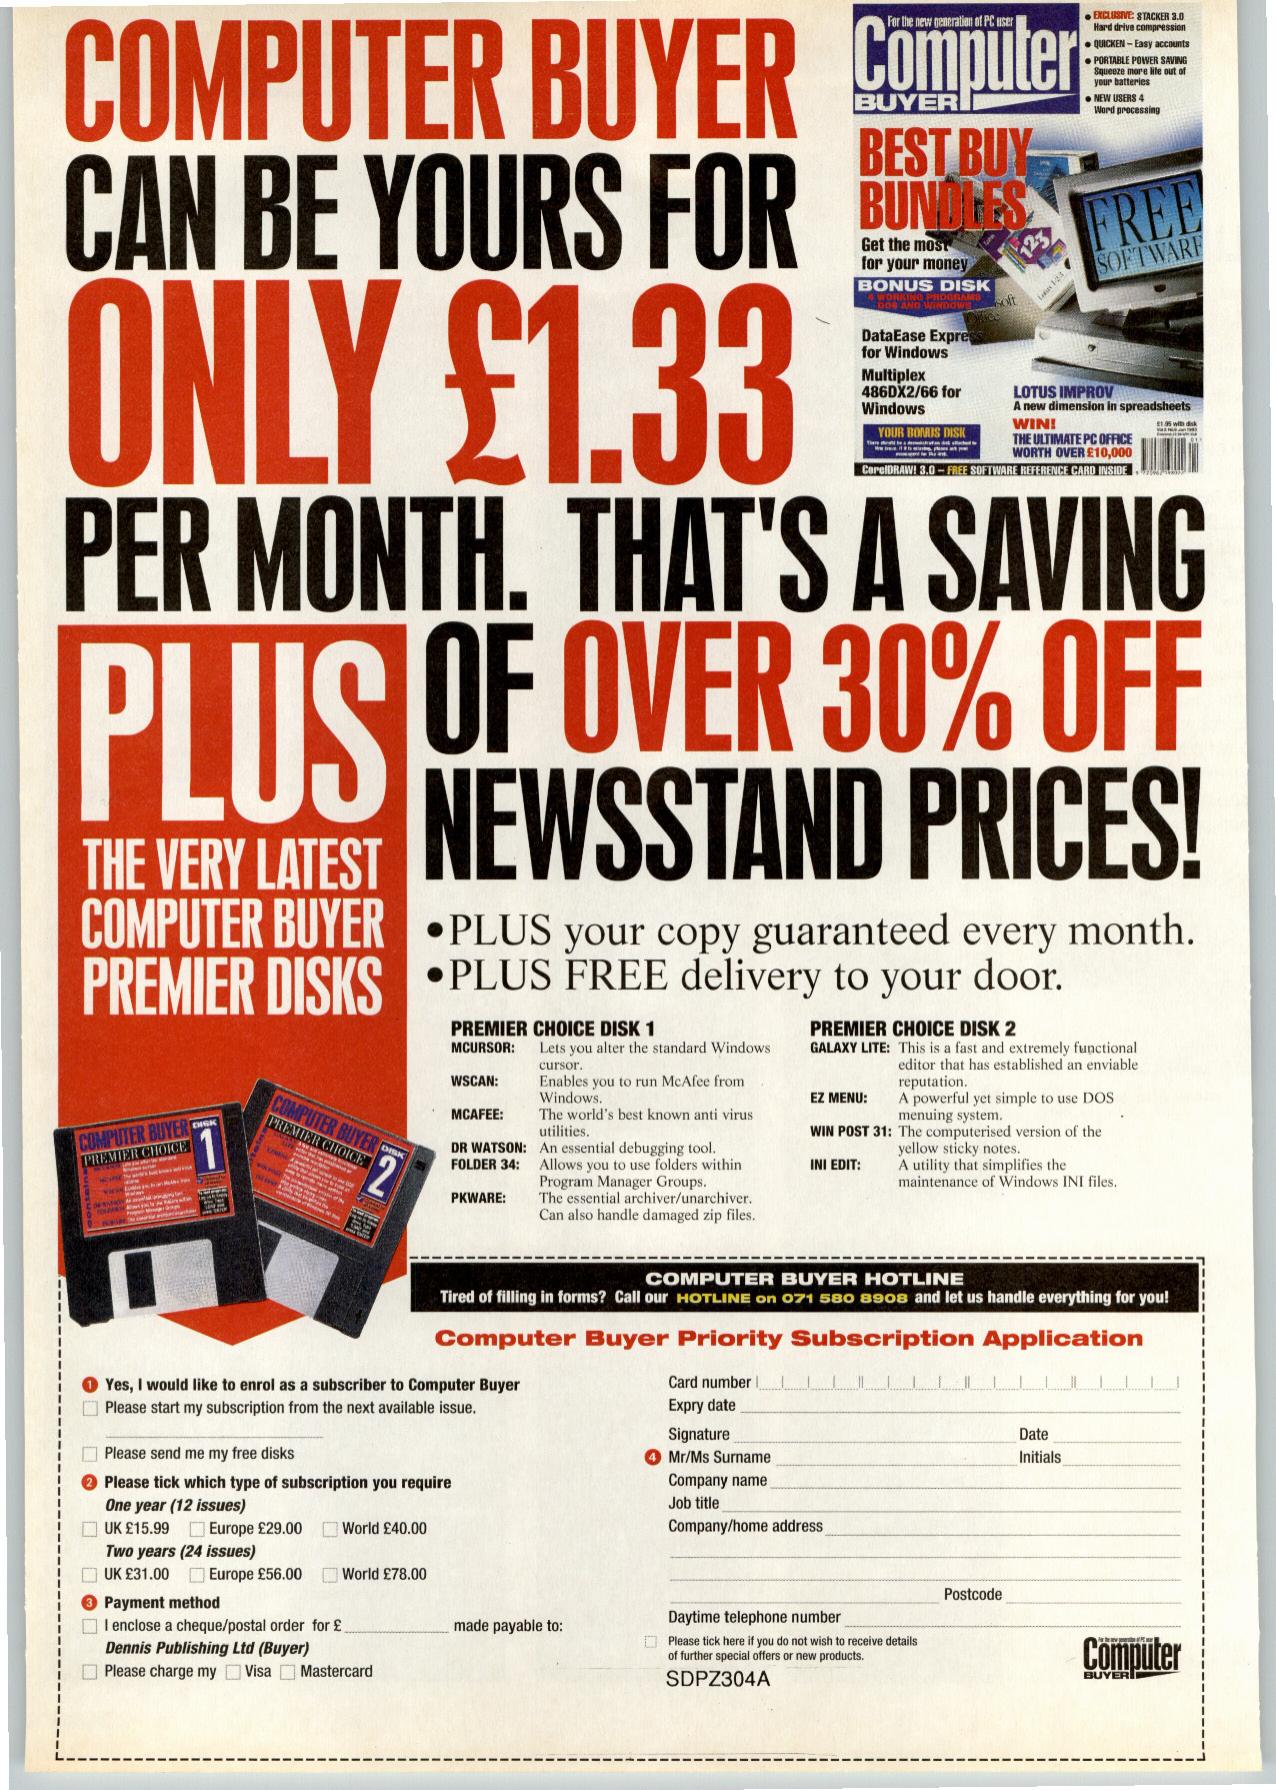 COMPUTER BUYER
CAN BE YOURS FOR
ONLY £1.33
PER MONTH. THAT'S A SAVING
OF OVER 30% OFF
NEWSSTAND PRICES!
For the new generation of PC user
Computer
BUYER
• EXCLUSIVE: STACKER 3.0
Hard drive compression
• QUICKEN – Easy accounts
• PORTABLE POWER SAVING
Squeeze more life out of
your batteries
• NEW USERS 4
Word processing
BEST BUY
BUNDLES
Get the most
for your money
BONUS DISK
4 WORKING PROGRAMS
DOS AND WINDOWS
FREE
SOFTWARE
DataEase Express
for Windows
Multiplex
486DX2/66 for
Windows
YOUR BONUS DISK
LOTUS IMPROV
A new dimension in spreadsheets
WIN!
THE ULTIMATE PC OFFICE
WORTH OVER £10,000
£1.95 with disk
CorelDRAW! 3.0 – FREE SOFTWARE REFERENCE CARD INSIDE
PLUS
THE VERY LATEST
COMPUTER BUYER
PREMIER DISKS
•PLUS your copy guaranteed every month.
•PLUS FREE delivery to your door.
PREMIER CHOICE DISK 1
MCURSOR: Lets you alter the standard Windows
cursor.
WSCAN: Enables you to run McAfee from
Windows.
MCAFEE: The world's best known anti virus
utilities.
DR WATSON: An essential debugging tool.
FOLDER 34: Allows you to use folders within
Program Manager Groups.
PKWARE: The essential archiver/unarchiver.
Can also handle damaged zip files.
PREMIER CHOICE DISK 2
GALAXY LITE: This is a fast and extremely functional
editor that has established an enviable
reputation.
EZ MENU: A powerful yet simple to use DOS
menuing system.
WIN POST 31: The computerised version of the
yellow sticky notes.
INI EDIT: A utility that simplifies the
maintenance of Windows INI files.
COMPUTER BUYER
PREMIER CHOICE
DISK
1
COMPUTER BUYER
PREMIER CHOICE
DISK
2
COMPUTER BUYER HOTLINE
Tired of filling in forms? Call our HOTLINE on 071 580 8908 and let us handle everything for you!
Computer Buyer Priority Subscription Application
1 Yes, I would like to enrol as a subscriber to Computer Buyer
Please start my subscription from the next available issue.
Please send me my free disks
2 Please tick which type of subscription you require
One year (12 issues)
UK £15.99 Europe £29.00 World £40.00
Two years (24 issues)
UK £31.00 Europe £56.00 World £78.00
3 Payment method
I enclose a cheque/postal order for £ made payable to:
Dennis Publishing Ltd (Buyer)
Please charge my Visa Mastercard
Card number
Expry date
Signature Date
4 Mr/Ms Surname Initials
Company name
Job title
Company/home address
Postcode
Daytime telephone number
Please tick here if you do not wish to receive details
of further special offers or new products.
SDPZ304A
For the new generation of PC user
Computer
BUYER